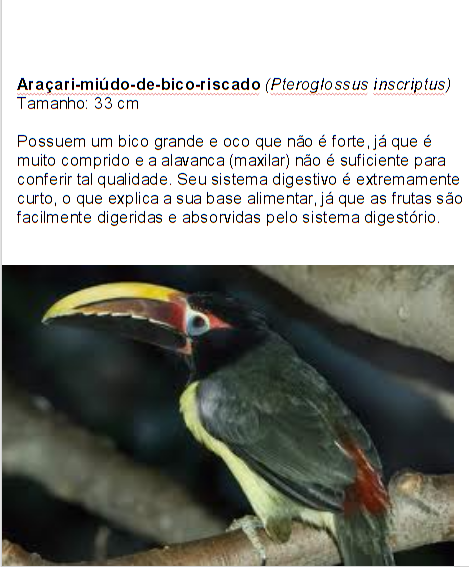 Araçari-miúdo-de-bico-riscado (Pteroglossus inscriptus)
Tamanho: 33 cm
Possuem um bico grande e oco que não é forte, já que é
muito comprido e a alavanca (maxilar) não é suficiente para
conferir tal qualidade. Seu sistema digestivo é extremamente
curto, o que explica a sua base alimentar, já que as frutas são
facilmente digeridas e absorvidas pelo sistema digestório.